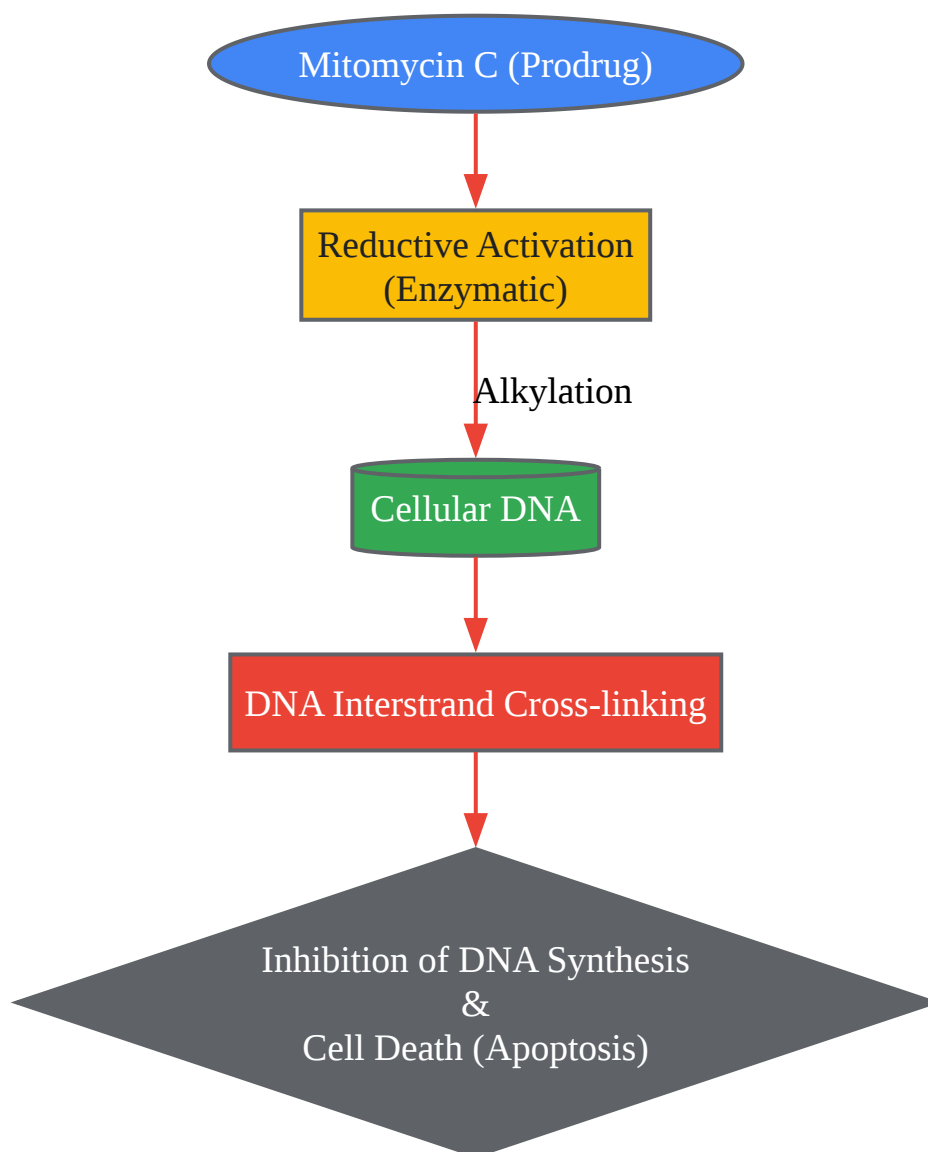 Mitomycin C (Prodrug)
Reductive Activation
(Enzymatic)
Alkylation
Cellular DNA
DNA Interstrand Cross-linking
Inhibition of DNA Synthesis
&
Cell Death (Apoptosis)